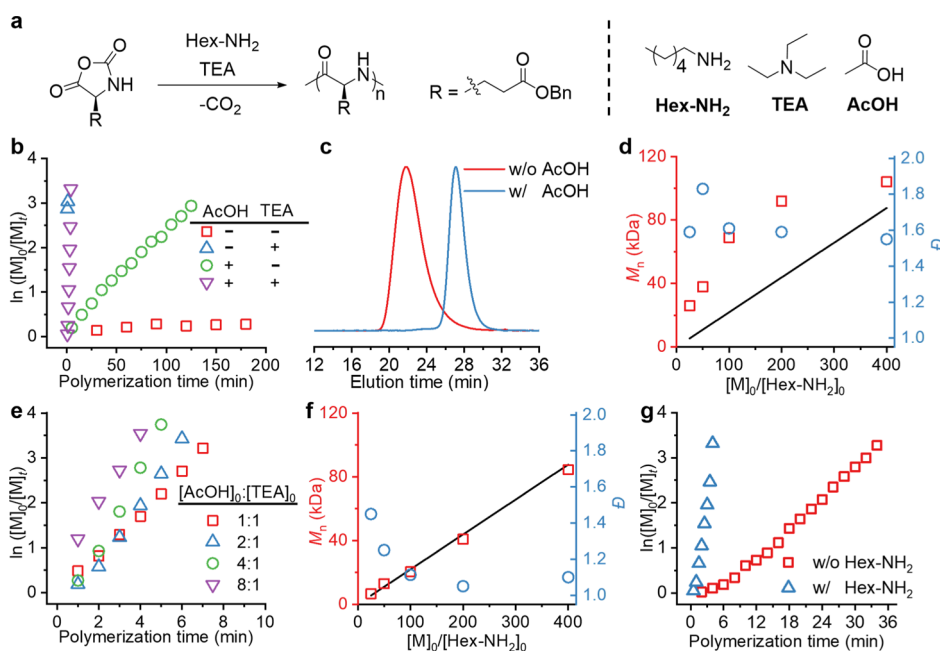 a
Hex-NH2
TEA
-CO2
O
O
O
NH
R
O
H
N
n
R
R =
O
OBn
4
NH2
Hex-NH2
N
TEA
O
OH
AcOH
b
ln ([M]0/[M]t)
4
3
2
1
0
0 50 100 150 200
Polymerization time (min)
AcOH TEA
− −
− +
+ −
+ +
c
w/o AcOH
w/ AcOH
12 16 20 24 28 32 36
Elution time (min)
d
Mn (kDa)
120
80
40
0
2.0
1.8
1.6
1.4
1.2
1.0
Đ
0 100 200 300 400
[M]0/[Hex-NH2]0
e
ln ([M]0/[M]t)
4
3
2
1
0
0 2 4 6 8 10
Polymerization time (min)
[AcOH]0:[TEA]0
1:1
2:1
4:1
8:1
f
Mn (kDa)
120
80
40
0
2.0
1.8
1.6
1.4
1.2
1.0
Đ
0 100 200 300 400
[M]0/[Hex-NH2]0
g
ln([M]0/[M]t)
4
3
2
1
0
0 6 12 18 24 30 36
Polymerization time (min)
w/o Hex-NH2
w/ Hex-NH2